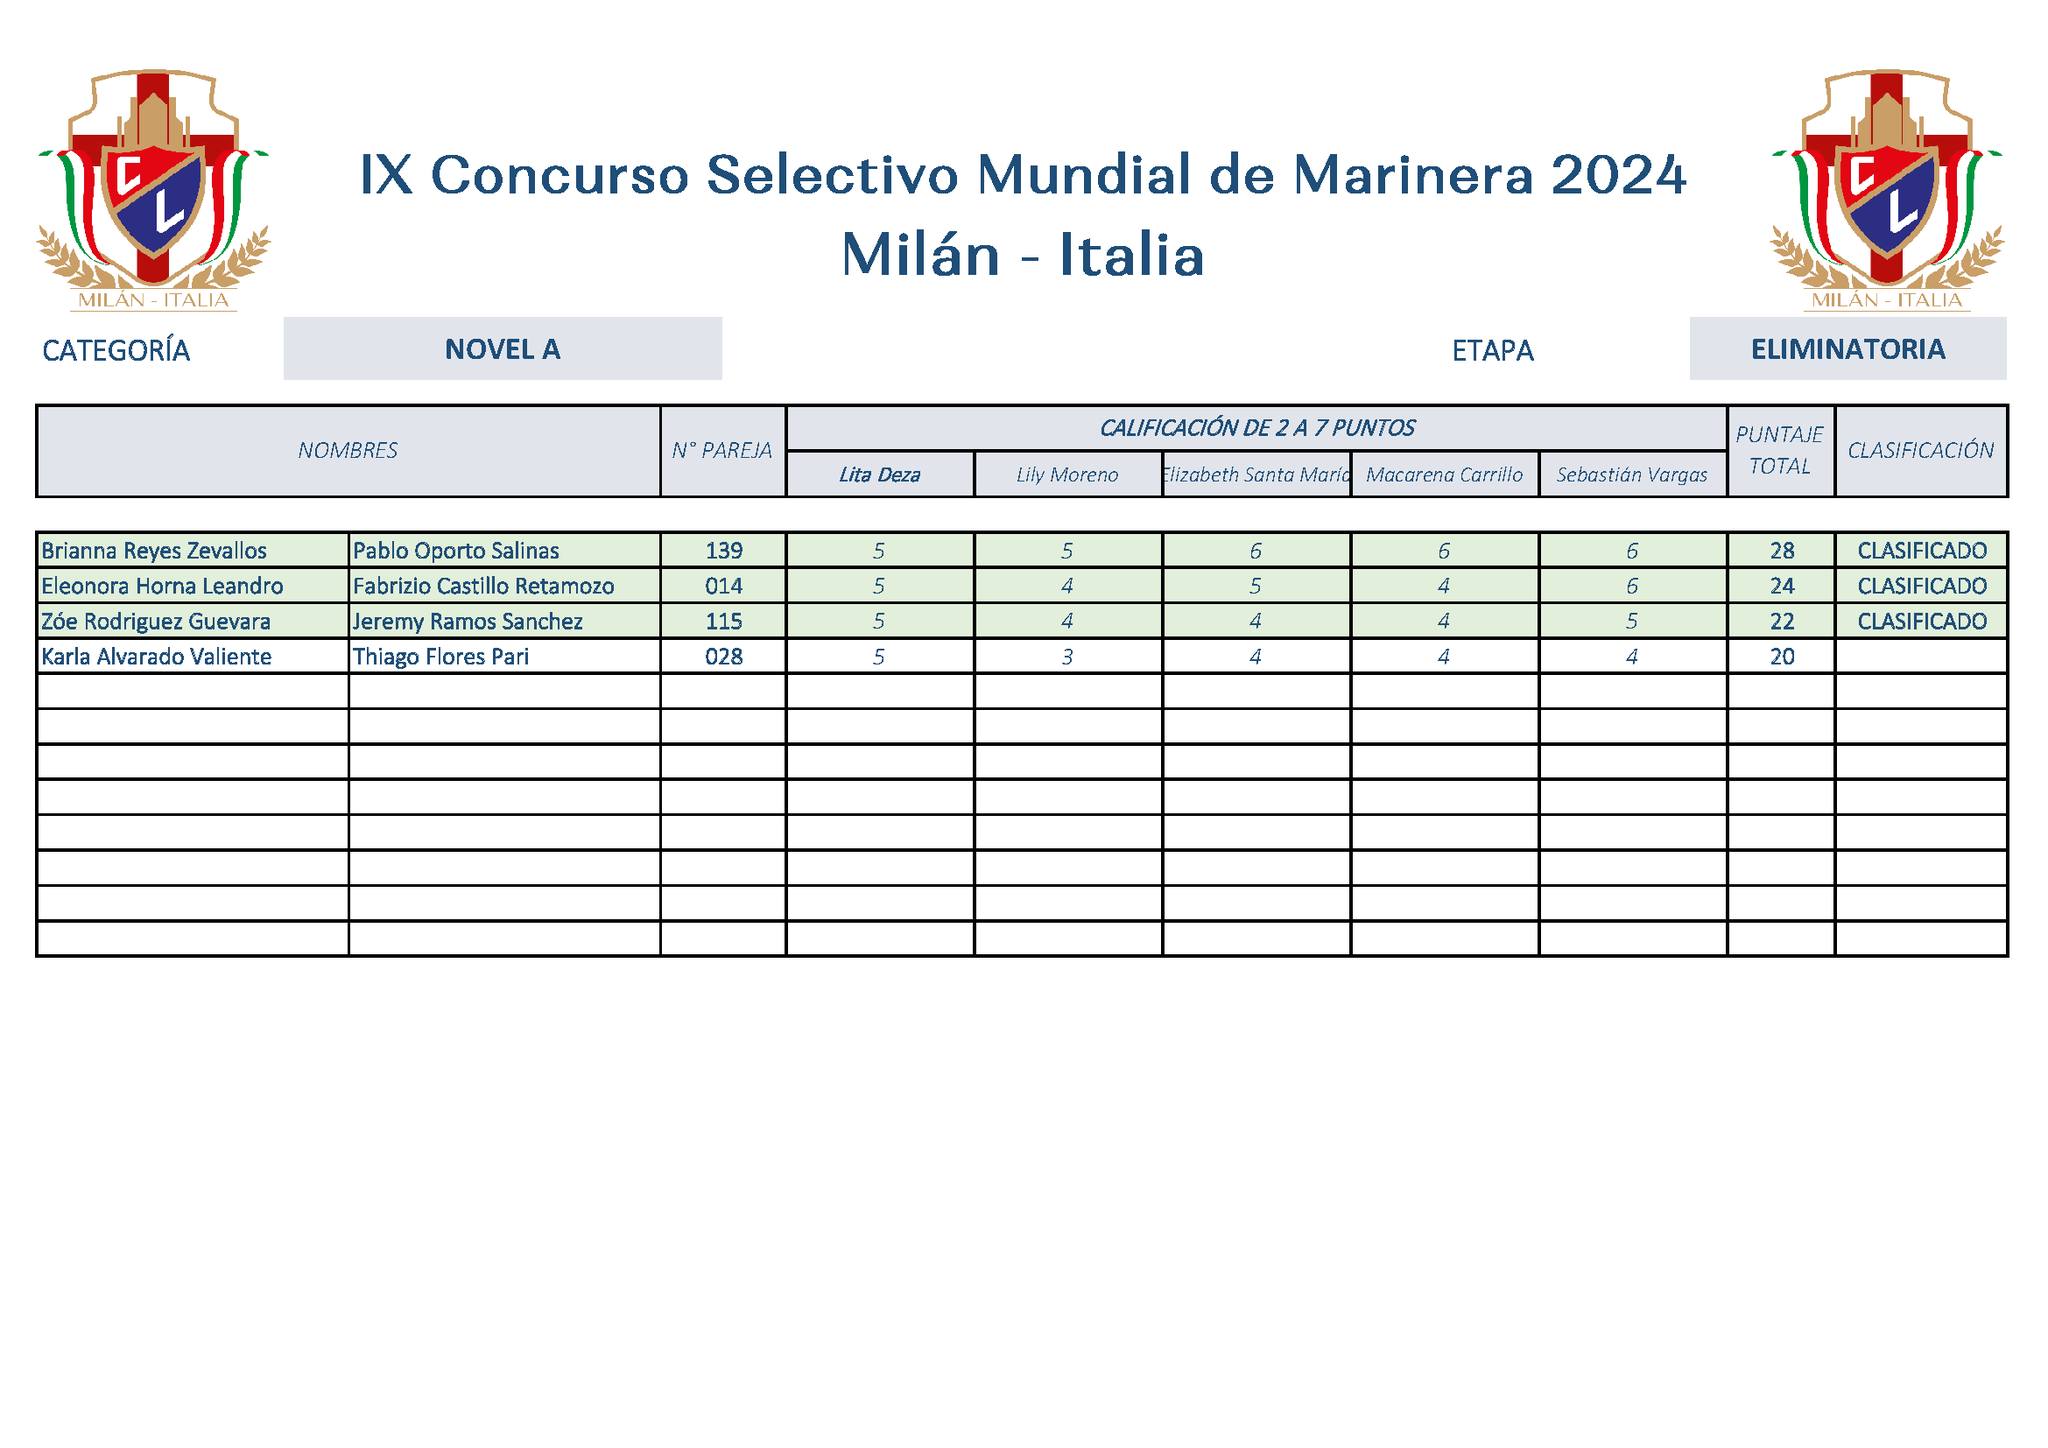 IX Concurso Selectivo Mundial de Marinera 2024
Milán - Italia
CL
MILÁN - ITALIA
CL
MILÁN - ITALIA
CATEGORÍA NOVEL A ETAPA ELIMINATORIA
NOMBRES N° PAREJA CALIFICACIÓN DE 2 A 7 PUNTOS PUNTAJE TOTAL CLASIFICACIÓN
Lita Deza Lily Moreno Elizabeth Santa María Macarena Carrillo Sebastián Vargas
Brianna Reyes Zevallos Pablo Oporto Salinas 139 5 5 6 6 6 28 CLASIFICADO
Eleonora Horna Leandro Fabrizio Castillo Retamozo 014 5 4 5 4 6 24 CLASIFICADO
Zóe Rodriguez Guevara Jeremy Ramos Sanchez 115 5 4 4 4 5 22 CLASIFICADO
Karla Alvarado Valiente Thiago Flores Pari 028 5 3 4 4 4 20